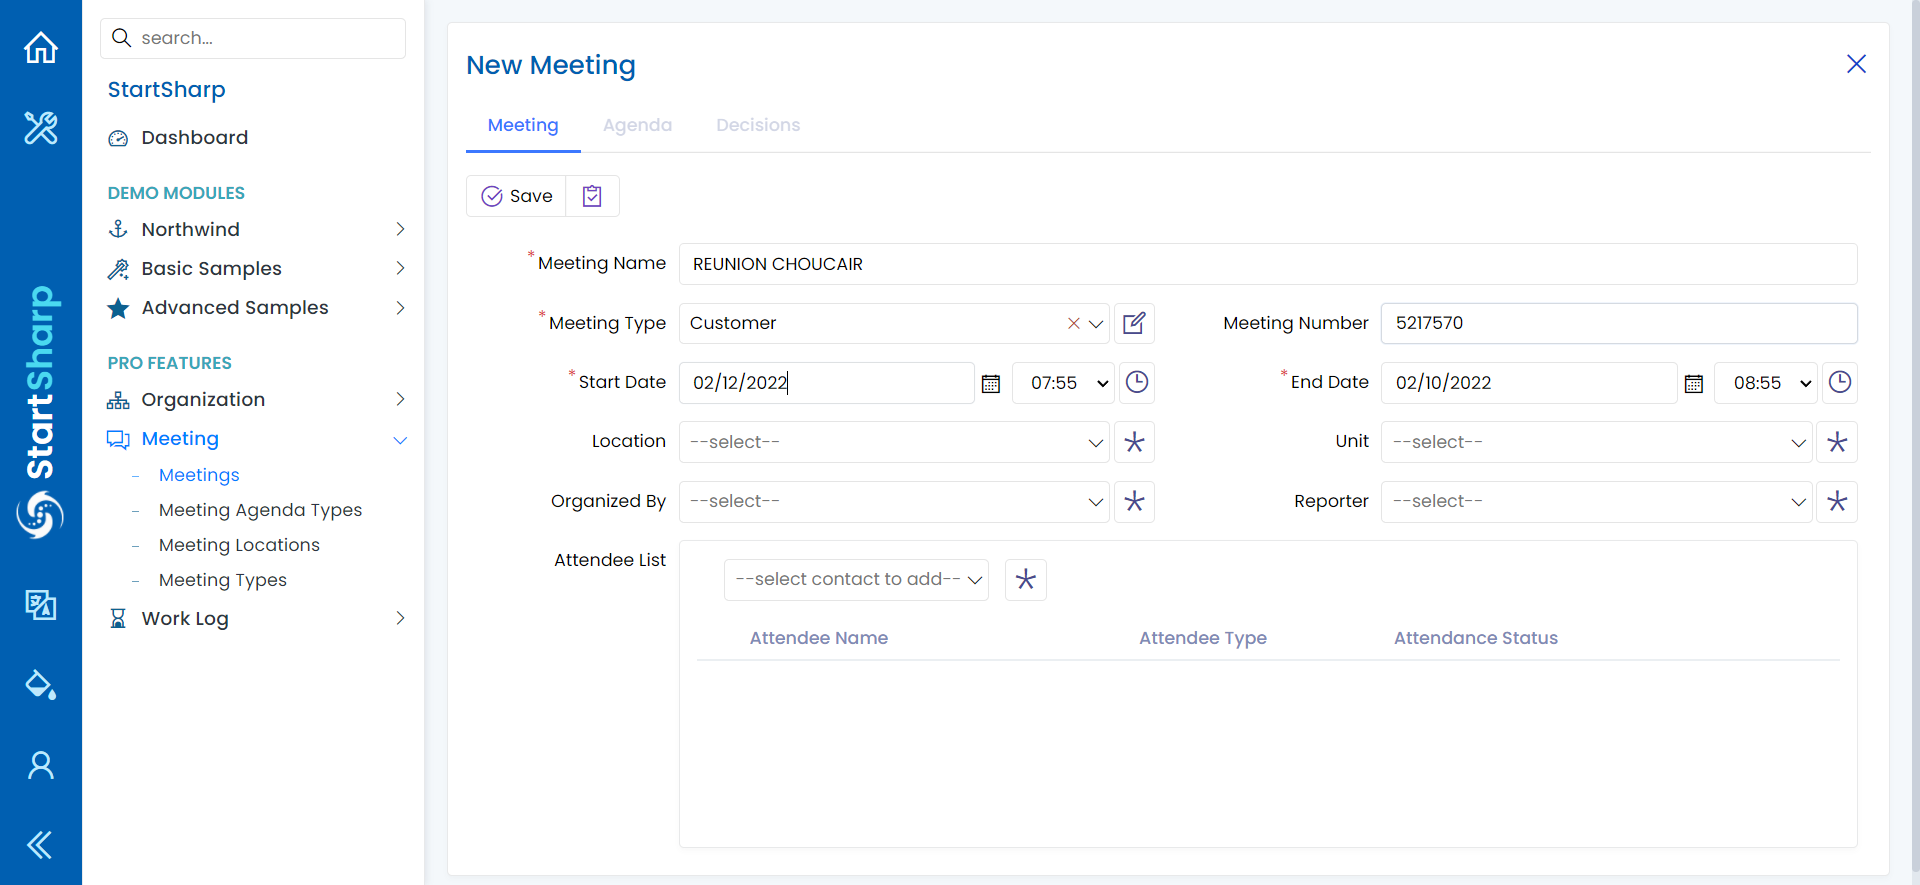 search...
StartSharp
Dashboard
DEMO MODULES
Northwind
Basic Samples
Advanced Samples
PRO FEATURES
Organization
Meeting
Meetings
Meeting Agenda Types
Meeting Locations
Meeting Types
Work Log
StartSharp
New Meeting
Meeting Agenda Decisions
Save
*Meeting Name REUNION CHOUCAIR
*Meeting Type Customer Meeting Number 5217570
*Start Date 02/12/2022 07:55 *End Date 02/10/2022 08:55
Location --select-- Unit --select--
Organized By --select-- Reporter --select--
Attendee List --select contact to add--
Attendee Name Attendee Type Attendance Status